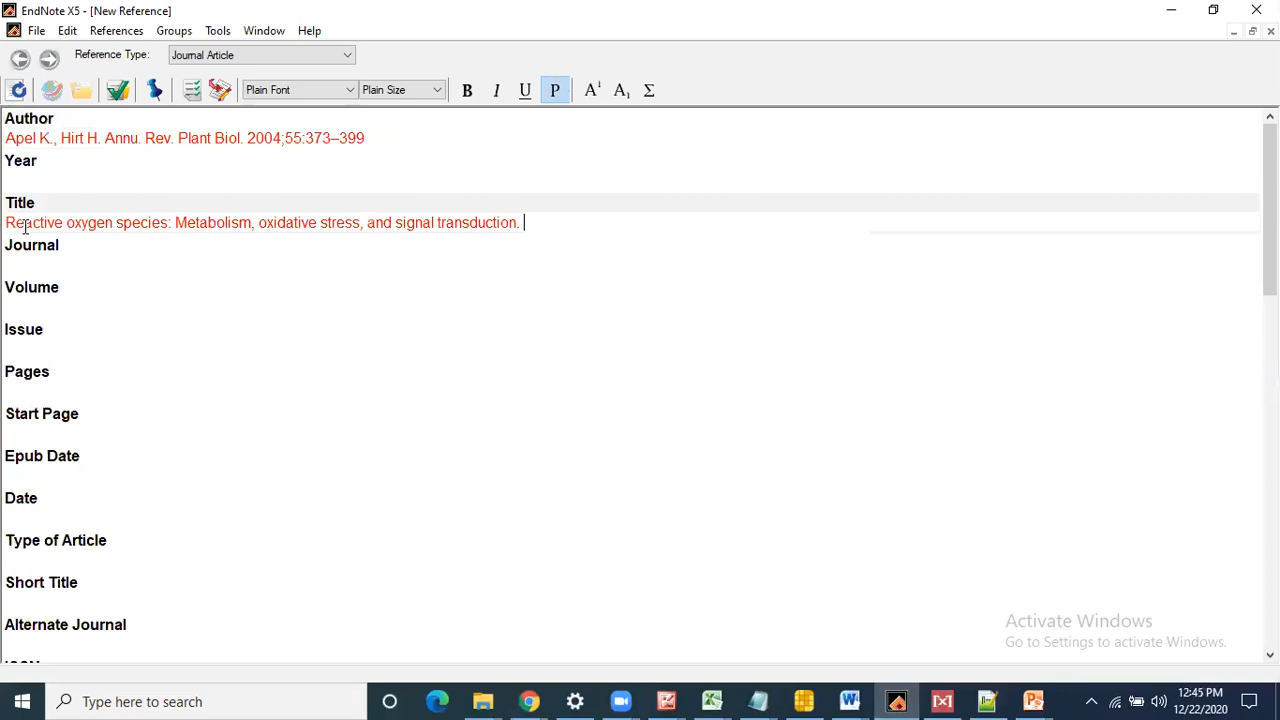 EndNote X5 - [New Reference]
File Edit References Groups Tools Window Help
Reference Type: Journal Article
Plain Font Plain Size B I U P A¹ A₁ Σ
Author
Apel K., Hirt H. Annu. Rev. Plant Biol. 2004;55:373–399
Year
Title
Reactive oxygen species: Metabolism, oxidative stress, and signal transduction.
Journal
Volume
Issue
Pages
Start Page
Epub Date
Date
Type of Article
Short Title
Alternate Journal
Activate Windows
Go to Settings to activate Windows.
Type here to search
12:45 PM
12/22/2020